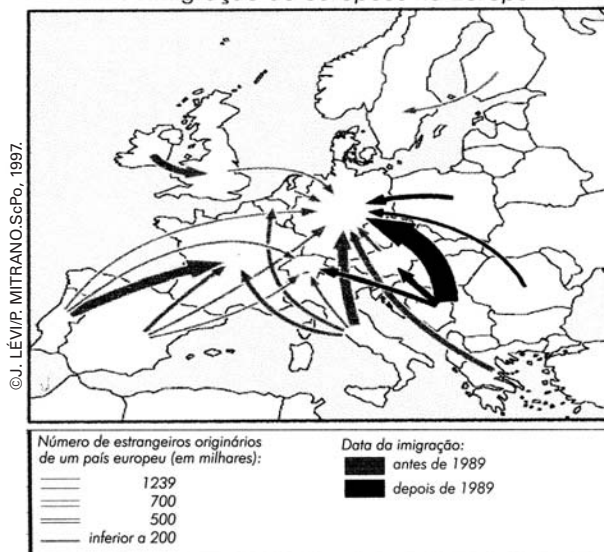 ©J. LÉVI/P. MITRANO.ScPo, 1997.
Número de estrangeiros originários
de um país europeu (em milhares):
1239
700
500
inferior a 200
Data da imigração:
antes de 1989
depois de 1989